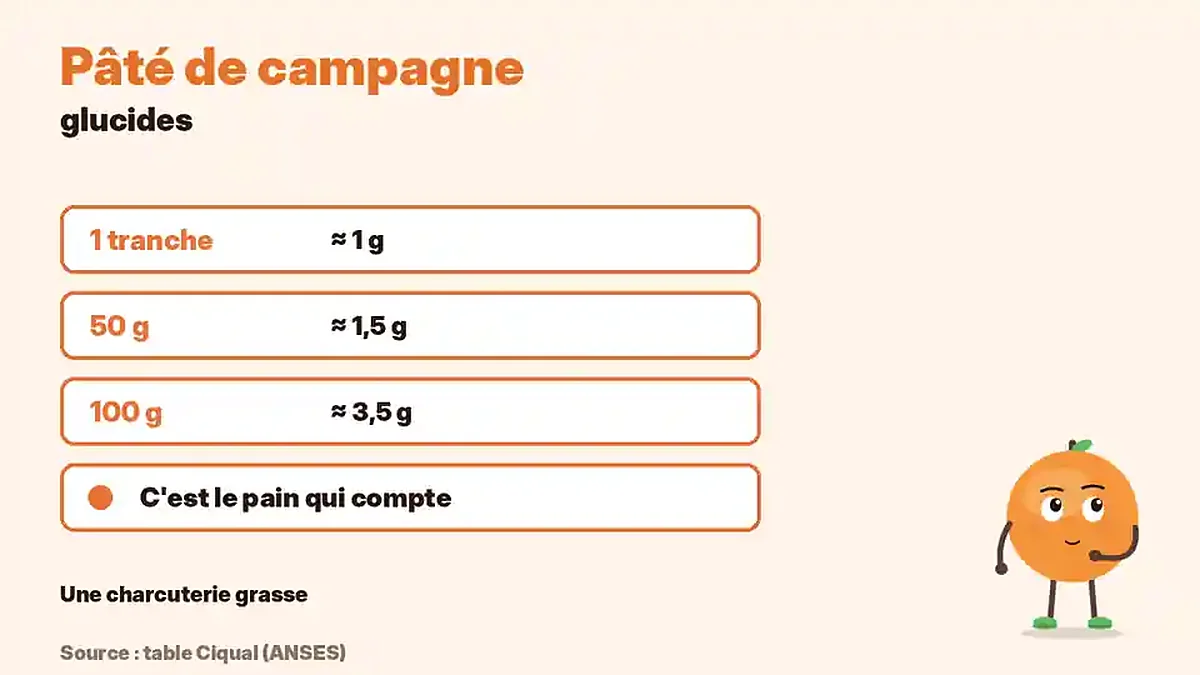 Pâté de campagne
glucides
1 tranche ≈ 1 g
50 g ≈ 1,5 g
100 g ≈ 3,5 g
C'est le pain qui compte
Une charcuterie grasse
Source : table Ciqual (ANSES)